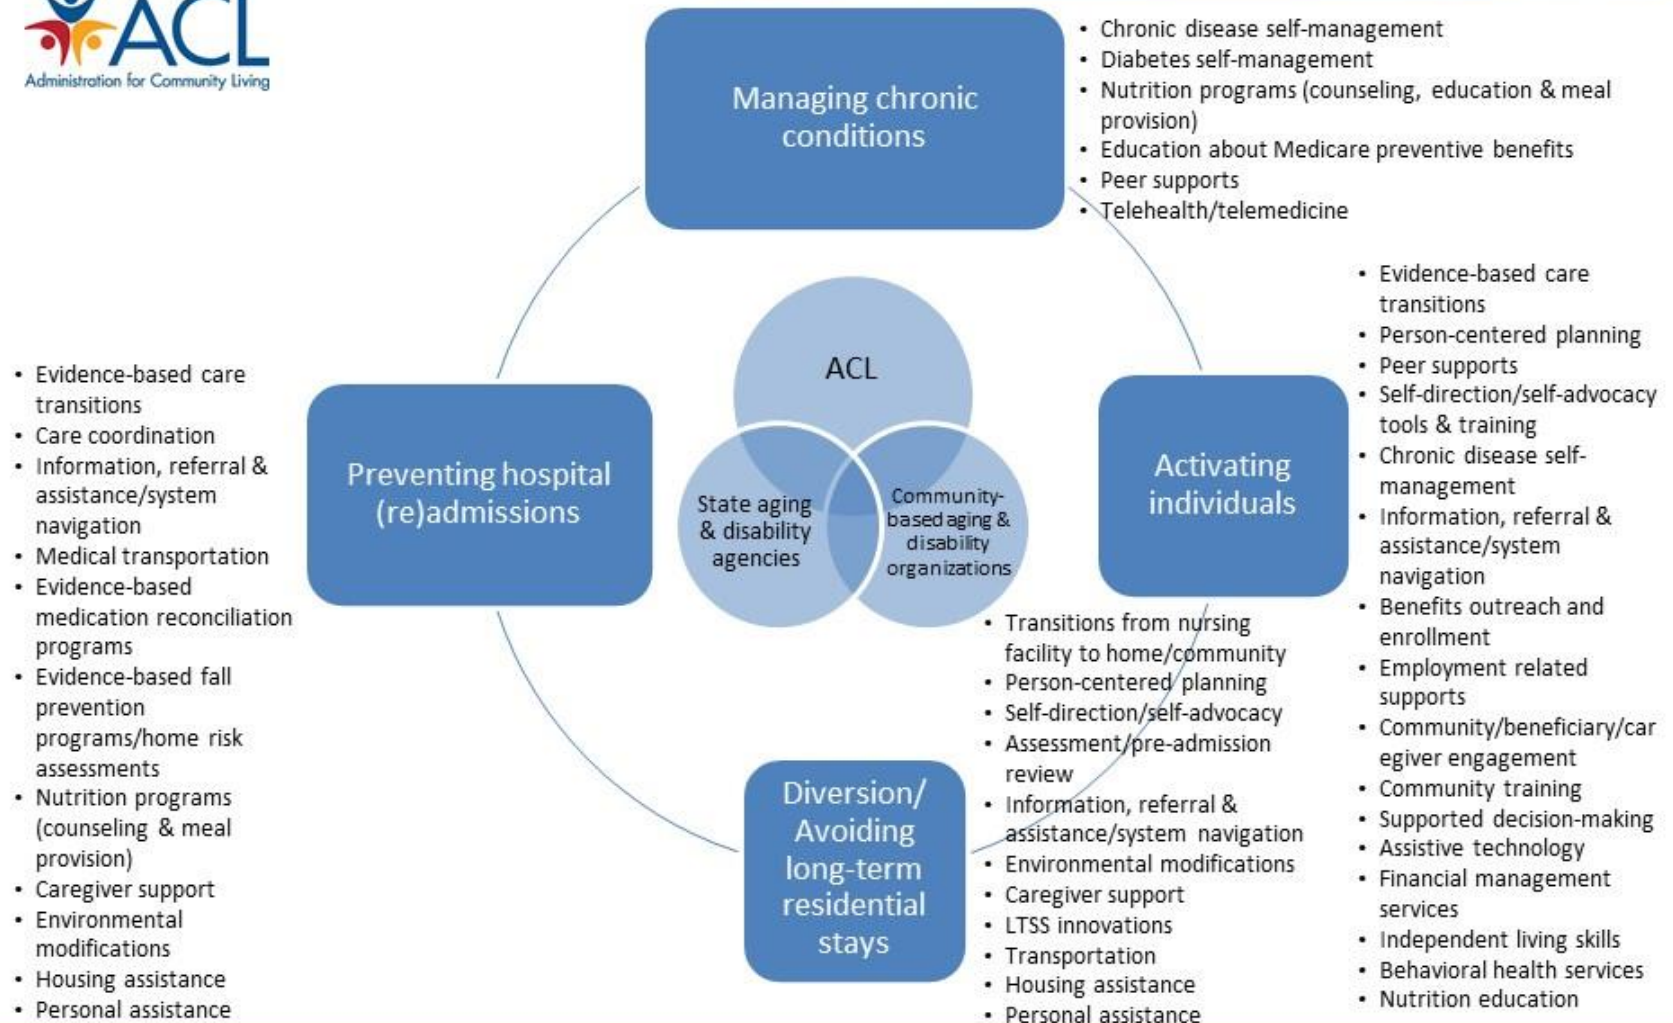 ACL
Administration for Community Living
Managing chronic
conditions
• Chronic disease self-management
• Diabetes self-management
• Nutrition programs (counseling, education & meal
provision)
• Education about Medicare preventive benefits
• Peer supports
• Telehealth/telemedicine
Activating
individuals
• Evidence-based care
transitions
• Person-centered planning
• Peer supports
• Self-direction/self-advocacy
tools & training
• Chronic disease self-
management
• Information, referral &
assistance/system
navigation
• Benefits outreach and
enrollment
• Employment related
supports
• Community/beneficiary/car
egiver engagement
• Community training
• Supported decision-making
• Assistive technology
• Financial management
services
• Independent living skills
• Behavioral health services
• Nutrition education
Diversion/
Avoiding
long-term
residential
stays
• Transitions from nursing
facility to home/community
• Person-centered planning
• Self-direction/self-advocacy
• Assessment/pre-admission
review
• Information, referral &
assistance/system navigation
• Environmental modifications
• Caregiver support
• LTSS innovations
• Transportation
• Housing assistance
• Personal assistance
Preventing hospital
(re)admissions
• Evidence-based care
transitions
• Care coordination
• Information, referral &
assistance/system
navigation
• Medical transportation
• Evidence-based
medication reconciliation
programs
• Evidence-based fall
prevention
programs/home risk
assessments
• Nutrition programs
(counseling & meal
provision)
• Caregiver support
• Environmental
modifications
• Housing assistance
• Personal assistance
ACL
State aging
& disability
agencies
Community-
based aging &
disability
organizations